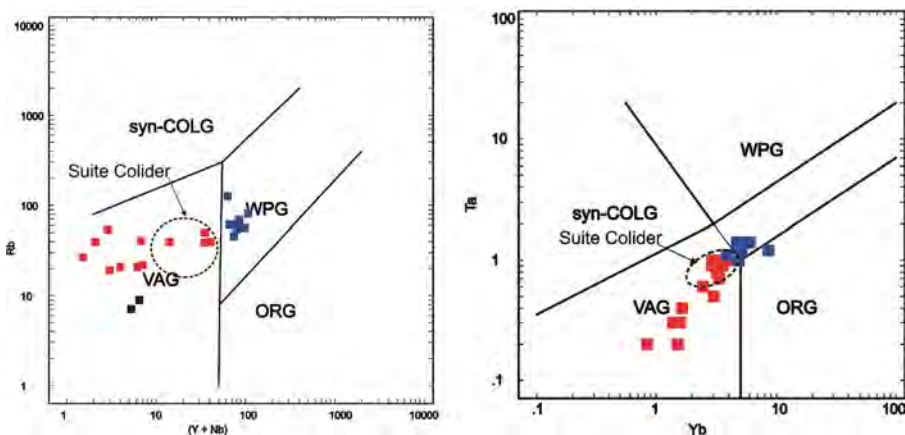 10000
1000
100
10
1
Rb
syn-COLG
Suite Colider
WPG
VAG
ORG
1
10
100
1000
10000
(Y + Nb)
100
10
1
.1
Ta
WPG
syn-COLG
Suite Colider
VAG
ORG
.1
1
10
100
Yb